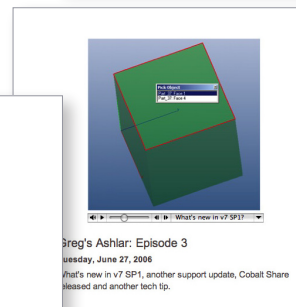 Pick Object
What's new in v7 SP1?
Greg's Ashlar: Episode 3
Tuesday, June 27, 2006
What's new in v7 SP1, another support update, Cobalt Share
released and another tech tip.